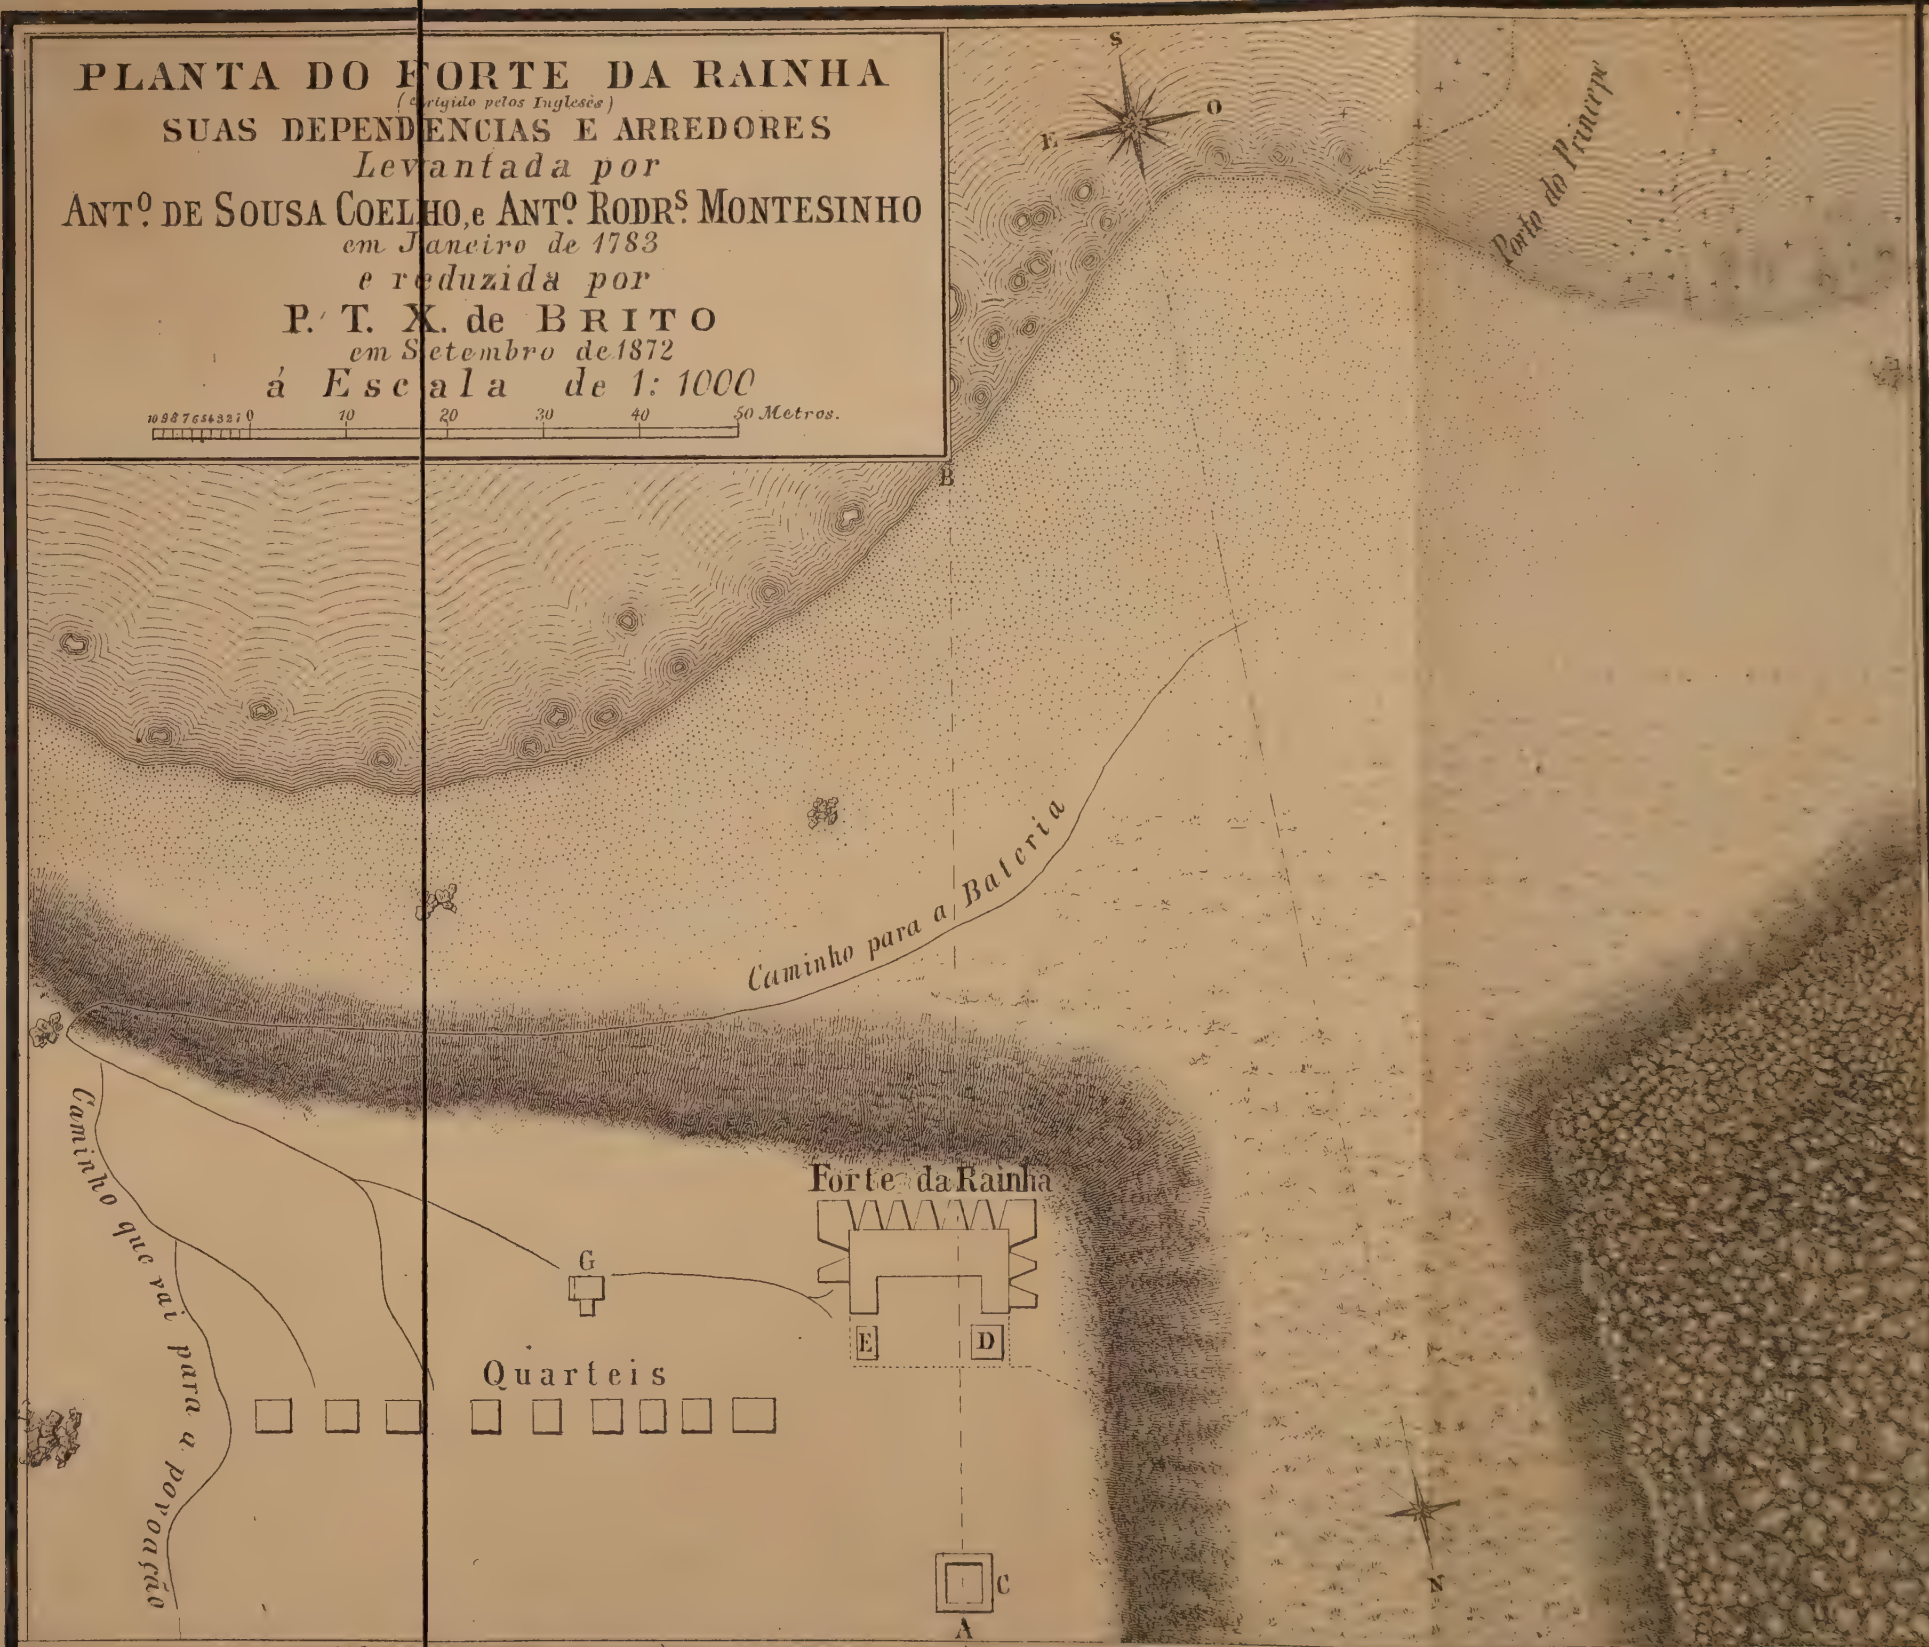 PLANTA DO FORTE DA RAINHA
(erigido pelos Inglesès)
SUAS DEPENDENCIAS E ARREDORES
Levantada por
ANTº. DE SOUSA COELHO, e ANTº. RODRS. MONTESINHO
em Janeiro de 1783
e reduzida por
P. T. X. de BRITO
em Setembro de 1872
á Escala de 1: 1000
10 9 8 7 6 5 4 3 2 1 0 10 20 30 40 50 Metros.
S
O
E
Porto do Principe
B
Caminho para a Bateria
Caminho que vai para a povoação
Forte da Rainha
G
E
D
Quarteis
C
A
N